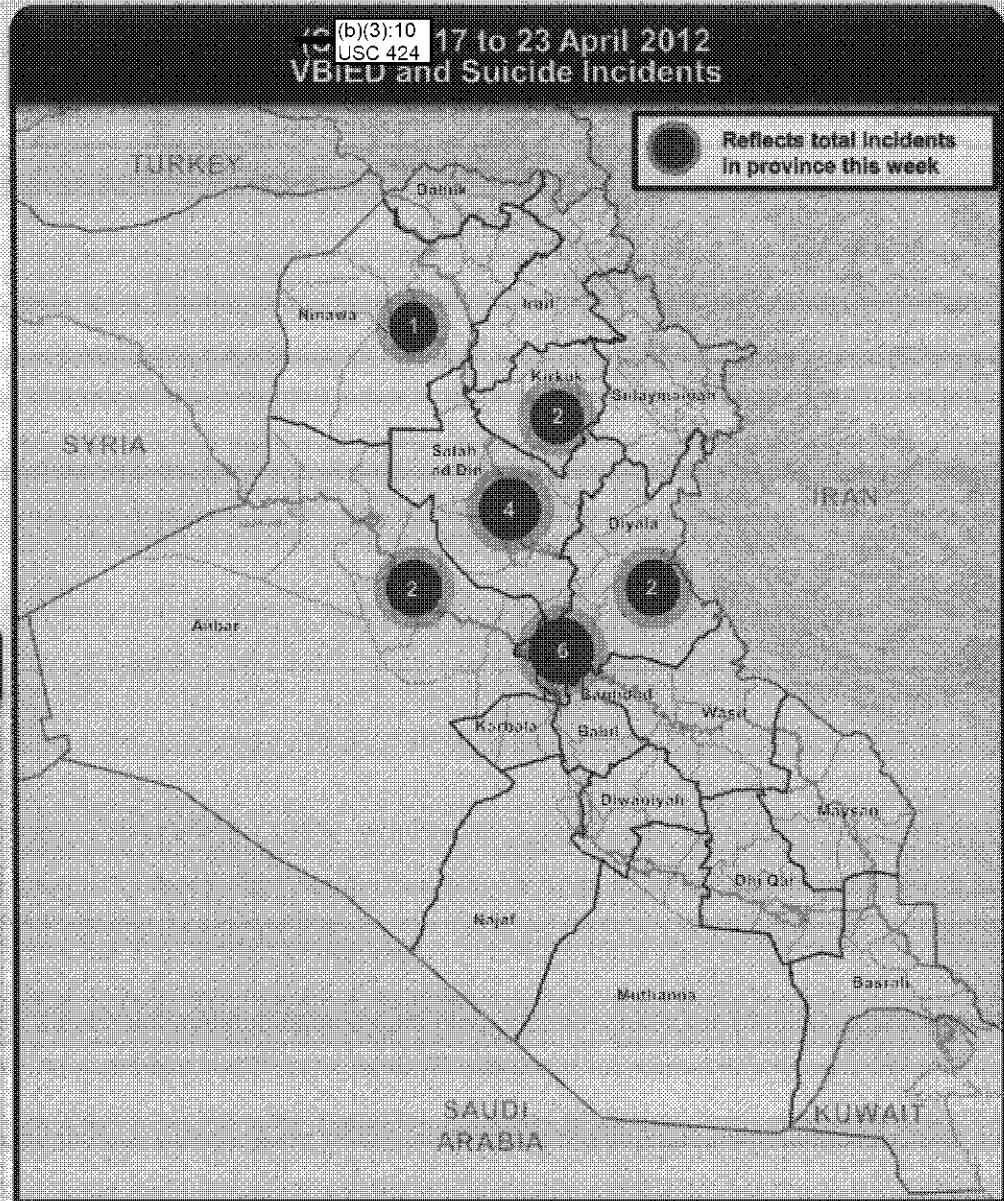 (b)(3):10
USC 424
17 to 23 April 2012
VBIED and Suicide Incidents
Reflects total incidents
in province this week
TURKEY
Dahuk
Ninawa
1
Irbil
Kirkuk
2
Sulaymaniyah
SYRIA
Salah
ad Din
IRAN
4
Diyala
2
2
Anbar
6
Baghdad
Wasit
Karbala
Babil
Diwaniyah
Maysan
Dhi Qar
Najaf
Basrah
Muthanna
SAUDI
ARABIA
KUWAIT